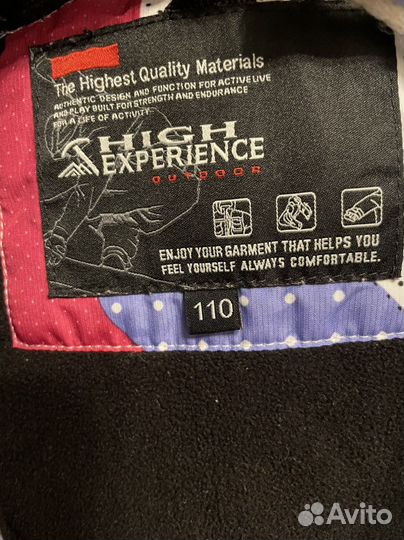 The Highest Quality Materials
AUTHENTIC DESIGN AND FUNCTION FOR ACTIVE LIVE
AND PLAY BUILT FOR STRENGTH AND ENDURANCE
FOR A LIFE OF ACTIVITY
HIGH
EXPERIENCE
OUTDOOR
ENJOY YOUR GARMENT THAT HELPS YOU
FEEL YOURSELF ALWAYS COMFORTABLE.
110
Avito